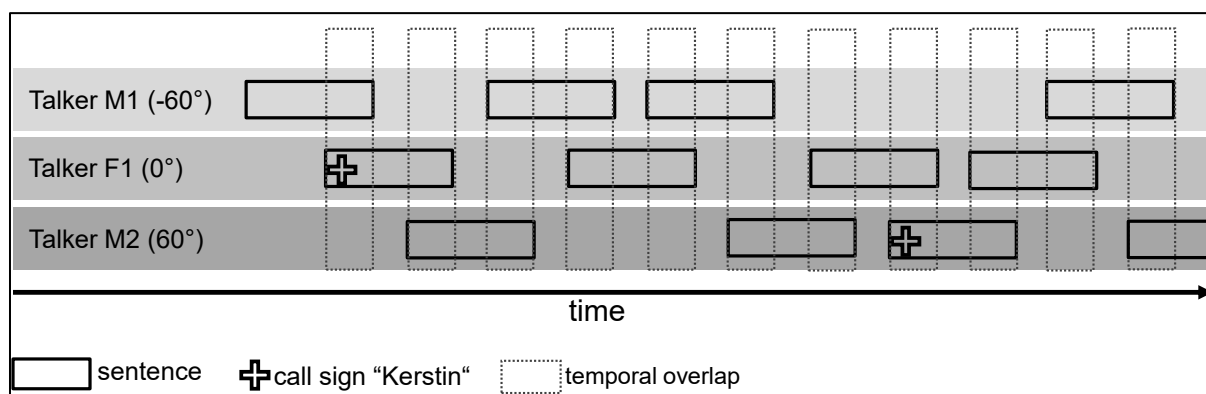 Talker M1 (-60°)
Talker F1 (0°)
Talker M2 (60°)
time
sentence
call sign “Kerstin“
temporal overlap